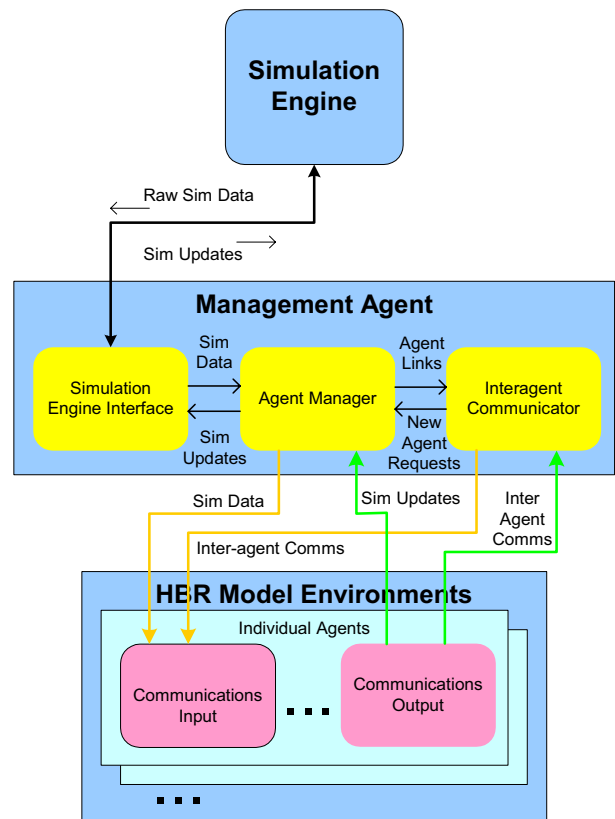 Simulation
Engine
Raw Sim Data
Sim Updates
Management Agent
Sim
Data
Agent
Links
Simulation
Engine Interface
Agent Manager
Interagent
Communicator
Sim
Updates
New
Agent
Requests
Sim Data
Sim Updates
Inter
Agent
Comms
Inter-agent Comms
HBR Model Environments
Individual Agents
Communications
Input
Communications
Output